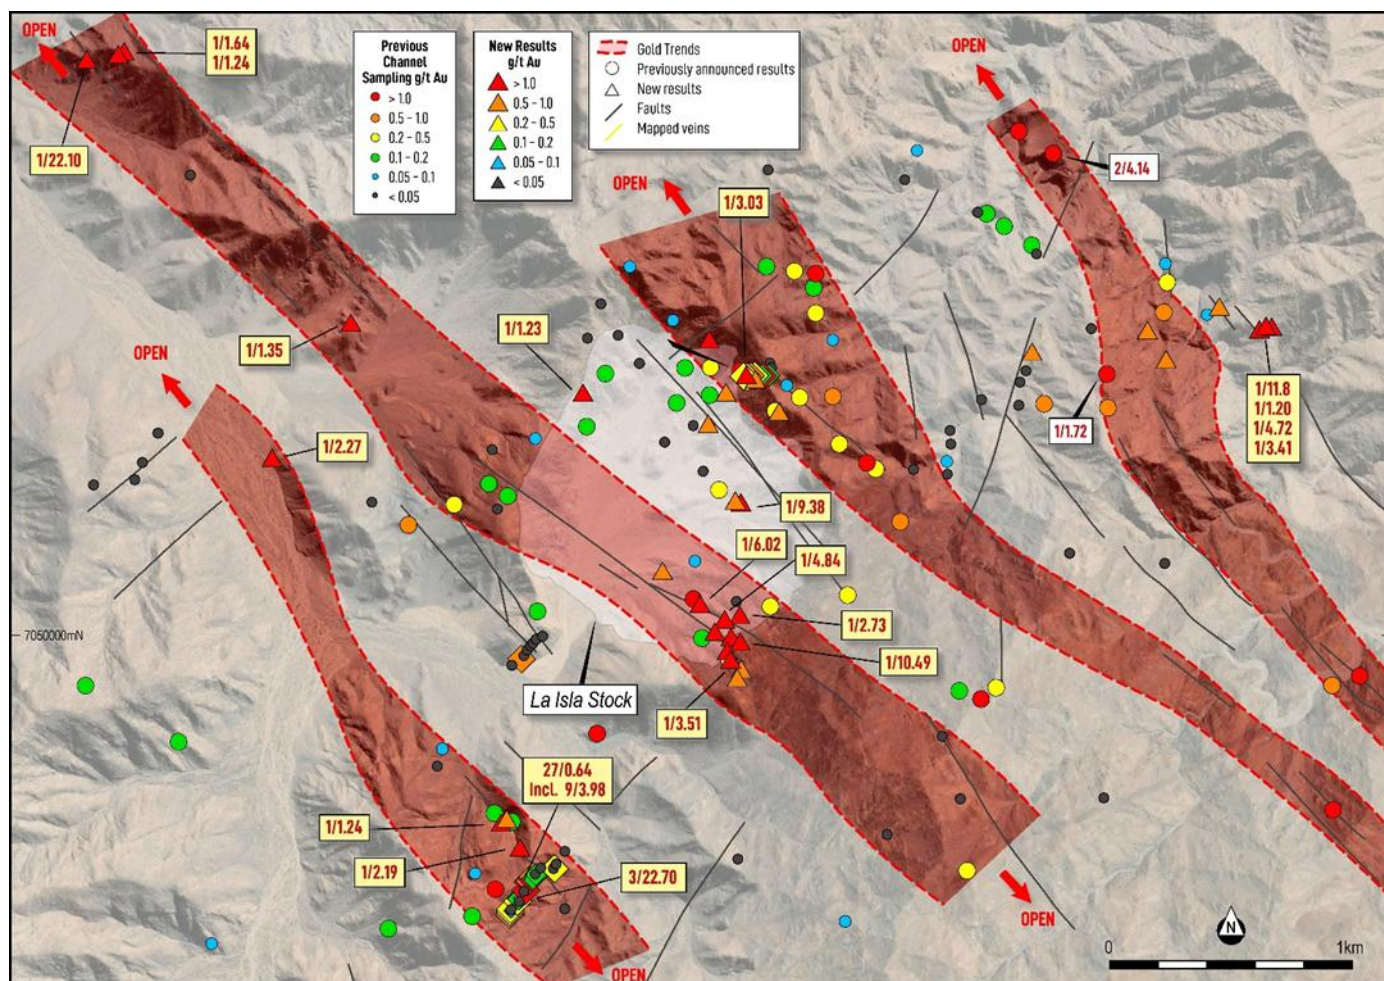 OPEN
1/1.64
1/1.24
1/22.10
Previous
Channel
Sampling g/t Au
> 1.0
0.5 - 1.0
0.2 - 0.5
0.1 - 0.2
0.05 - 0.1
< 0.05
New Results
g/t Au
> 1.0
0.5 - 1.0
0.2 - 0.5
0.1 - 0.2
0.05 - 0.1
< 0.05
Gold Trends
Previously announced results
New results
Faults
Mapped veins
OPEN
OPEN
1/3.03
2/4.14
1/1.35
1/1.23
OPEN
1/2.27
1/1.72
1/11.8
1/1.20
1/4.72
1/3.41
1/9.38
1/6.02
1/4.84
1/2.73
1/10.49
7050000mN
La Isla Stock
1/3.51
27/0.64
Incl. 9/3.98
1/1.24
1/2.19
3/22.70
OPEN
OPEN
N
0
1km